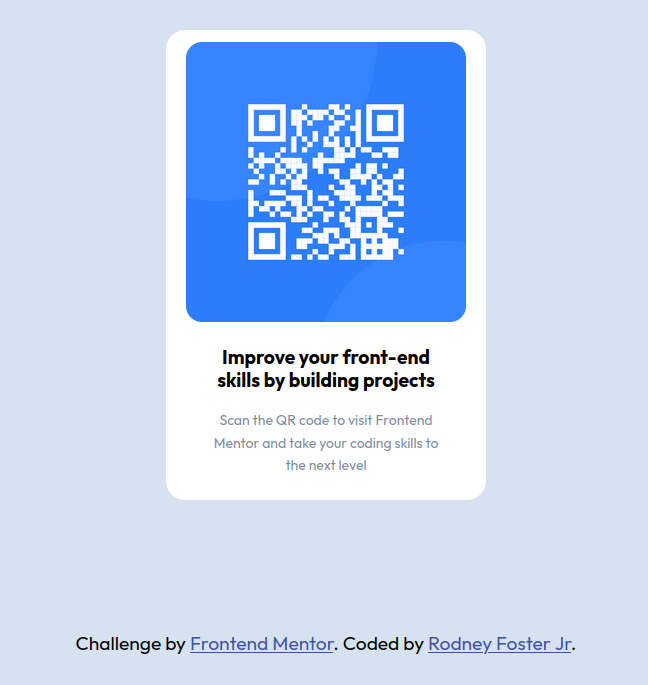 Improve your front-end
skills by building projects
Scan the QR code to visit Frontend
Mentor and take your coding skills to
the next level
Challenge by Frontend Mentor. Coded by Rodney Foster Jr.